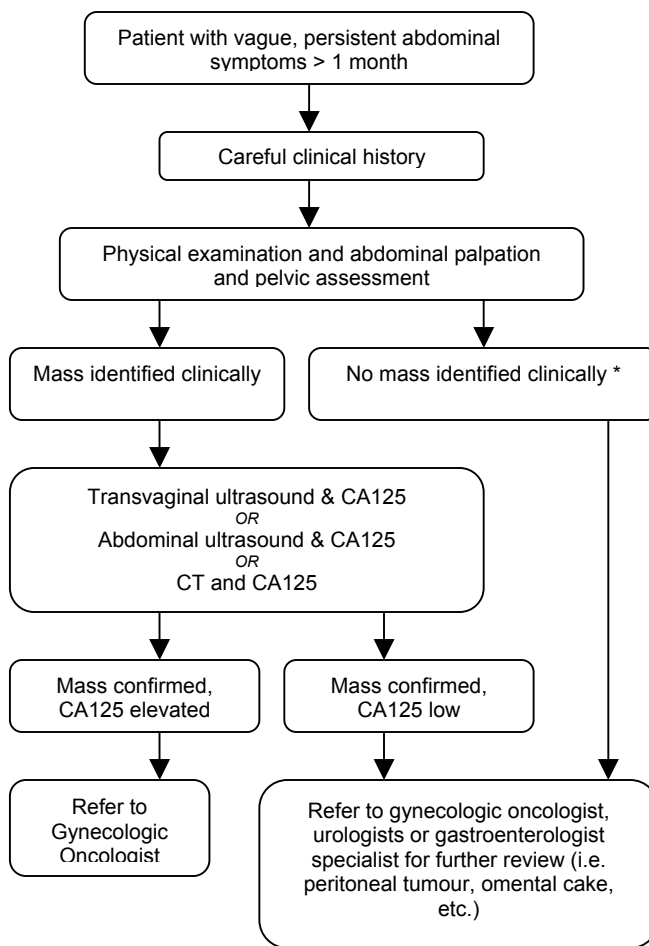 Patient with vague, persistent abdominal
symptoms > 1 month
Careful clinical history
Physical examination and abdominal palpation
and pelvic assessment
Mass identified clinically
No mass identified clinically *
Transvaginal ultrasound & CA125
OR
Abdominal ultrasound & CA125
OR
CT and CA125
Mass confirmed,
CA125 elevated
Mass confirmed,
CA125 low
Refer to
Gynecologic
Oncologist
Refer to gynecologic oncologist,
urologists or gastroenterologist
specialist for further review (i.e.
peritoneal tumour, omental cake,
etc.)